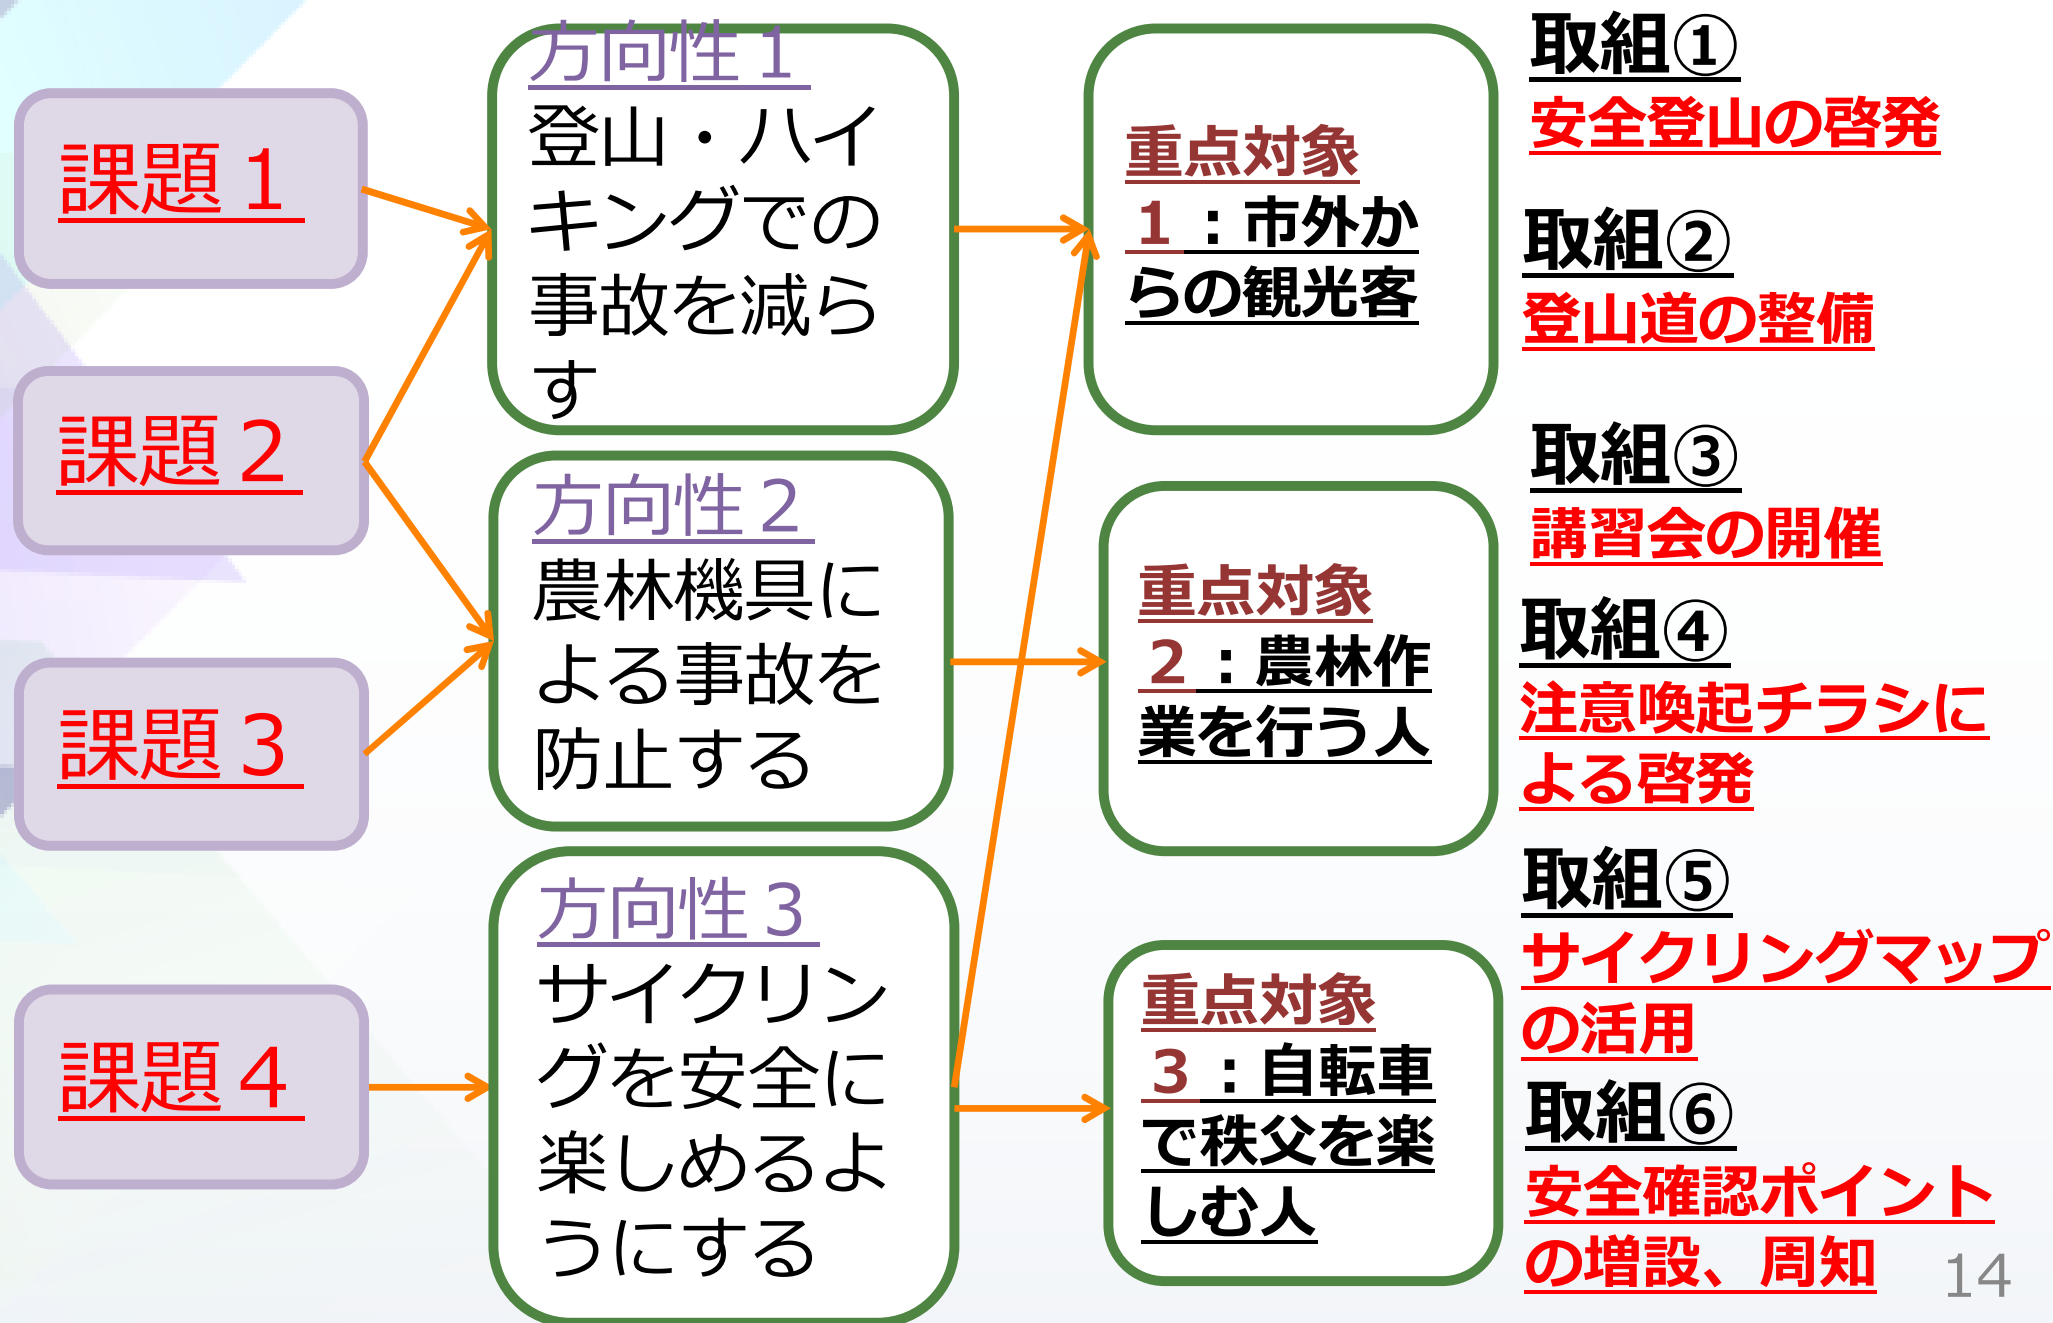 課題１
課題２
課題３
課題４
方向性１
登山・ハイ
キングでの
事故を減ら
す
方向性２
農林機具に
よる事故を
防止する
方向性３
サイクリン
グを安全に
楽しめるよ
うにする
重点対象
１：市外か
らの観光客
重点対象
２：農林作
業を行う人
重点対象
３：自転車
で秩父を楽
しむ人
取組①
安全登山の啓発
取組②
登山道の整備
取組③
講習会の開催
取組④
注意喚起チラシに
よる啓発
取組⑤
サイクリングマップ
の活用
取組⑥
安全確認ポイント
の増設、周知
14